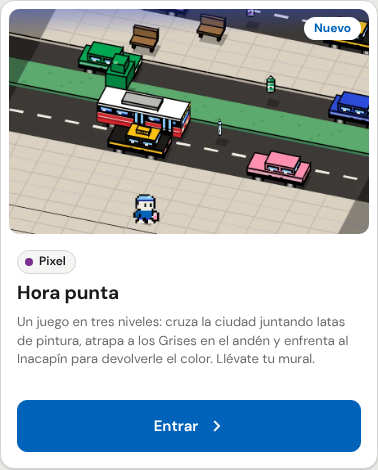 Nuevo
Pixel
Hora punta
Un juego en tres niveles: cruza la ciudad juntando latas
de pintura, atrapa a los Grises en el andén y enfrenta al
Inacapín para devolverle el color. Llévate tu mural.
Entrar